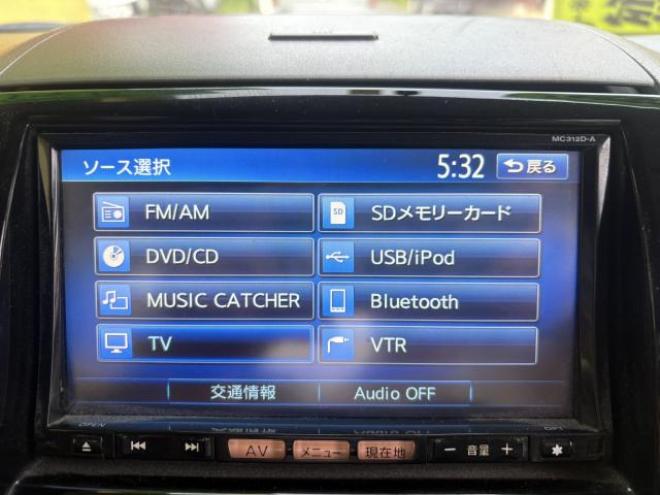 MC312D-A
ソース選択 5:32 戻る
FM/AM SD SDメモリーカード
DVD/CD USB/iPod
MUSIC CATCHER Bluetooth
TV VTR
交通情報 Audio OFF
AV メニュー 現在地 − 音量 +